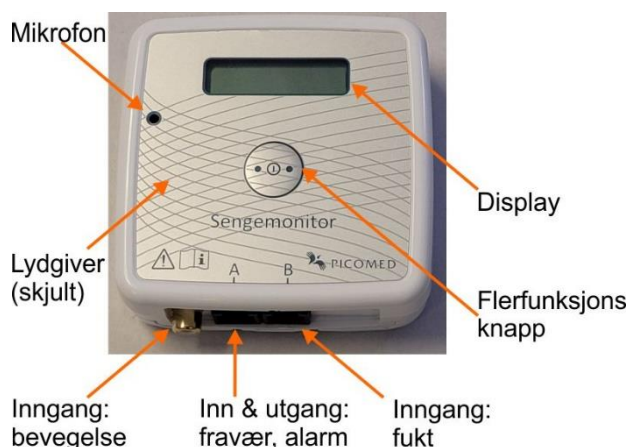 Mikrofon
Display
Sengemonitor
A B PICOMED
Lydgiver
(skjult)
Flerfunksjons
knapp
Inngang:
bevegelse
Inn & utgang:
fravær, alarm
Inngang:
fukt